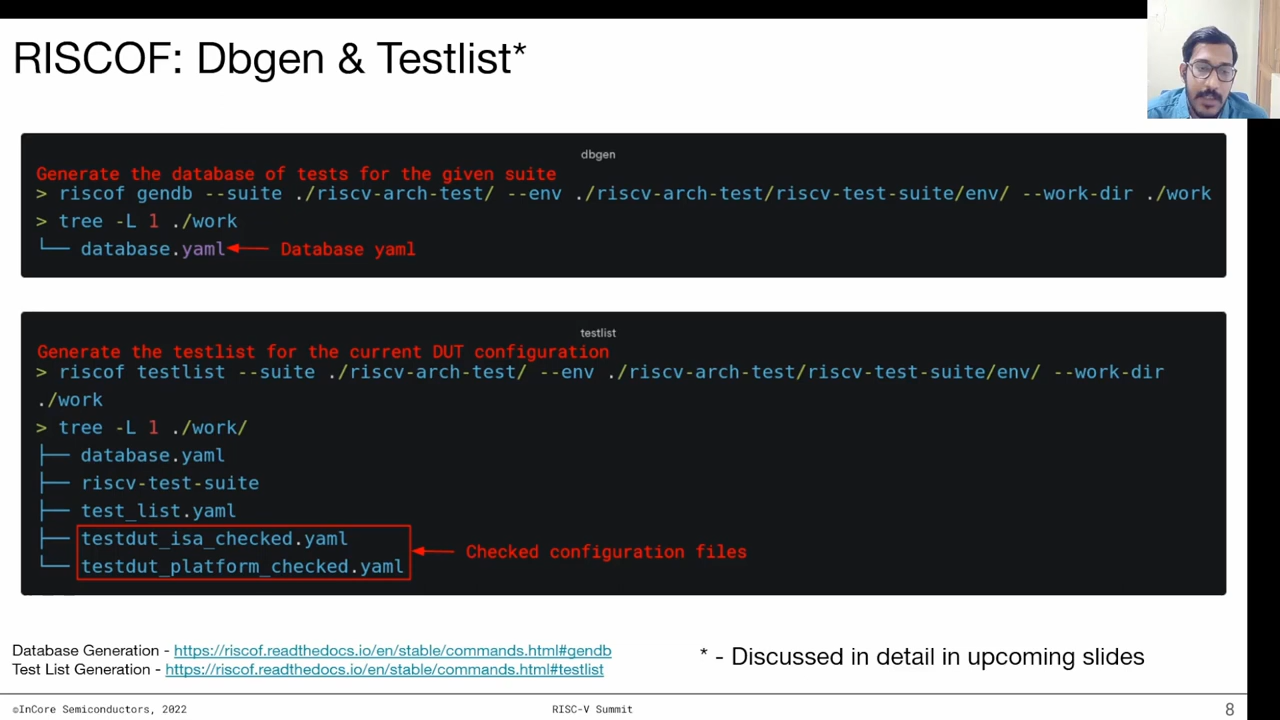 RISCOF: Dbgen & Testlist*
dbgen
Generate the database of tests for the given suite
> riscof gendb --suite ./riscv-arch-test/ --env ./riscv-arch-test/riscv-test-suite/env/ --work-dir ./work
> tree -L 1 ./work
└── database.yaml Database yaml
testlist
Generate the testlist for the current DUT configuration
> riscof testlist --suite ./riscv-arch-test/ --env ./riscv-arch-test/riscv-test-suite/env/ --work-dir
./work
> tree -L 1 ./work/
├── database.yaml
├── riscv-test-suite
├── test_list.yaml
├── testdut_isa_checked.yaml
└── testdut_platform_checked.yaml
Checked configuration files
Database Generation - https://riscof.readthedocs.io/en/stable/commands.html#gendb
Test List Generation - https://riscof.readthedocs.io/en/stable/commands.html#testlist
* - Discussed in detail in upcoming slides
©InCore Semiconductors, 2022
RISC-V Summit
8